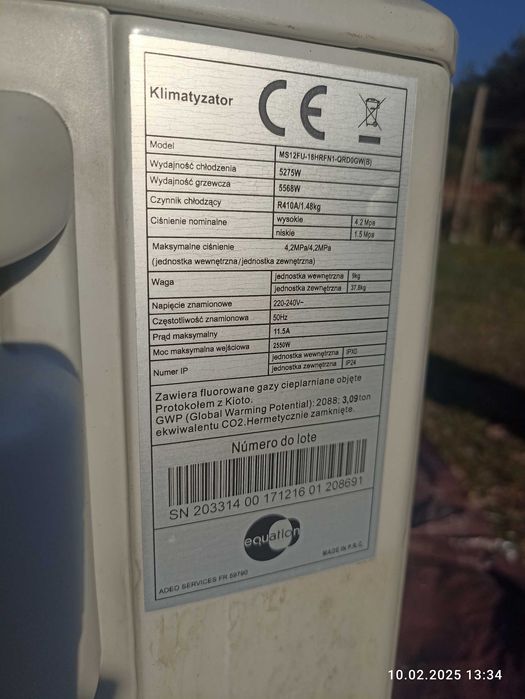 Klimatyzator
CE
Model MS12FU-18HRFN1-QRD0GW(B)
Wydajność chłodzenia 5275W
Wydajność grzewcza 5568W
Czynnik chłodzący R410A/1.48kg
Ciśnienie nominalne wysokie 4.2 Mpa
niskie 1.5 Mpa
Maksymalne ciśnienie 4,2MPa/4,2MPa
(jednostka wewnętrzna/jednostka zewnętrzna)
Waga jednostka wewnętrzna 9kg
jednostka zewnętrzna 37.8kg
Napięcie znamionowe 220-240V~
Częstotliwość znamionowa 50Hz
Prąd maksymalny 11.5A
Moc maksymalna wejściowa 2550W
Numer IP jednostka wewnętrzna IPX0
jednostka zewnętrzna IP24
Zawiera fluorowane gazy cieplarniane objęte
Protokołem z Kioto.
GWP (Global Warming Potential): 2088; 3,09ton
ekwiwalentu CO2.Hermetycznie zamknięte.
Número do lote
SN 203314 00 171216 01 208691
equation
MADE IN P.R.C.
ADEO SERVICES FR 59790
10.02.2025 13:34